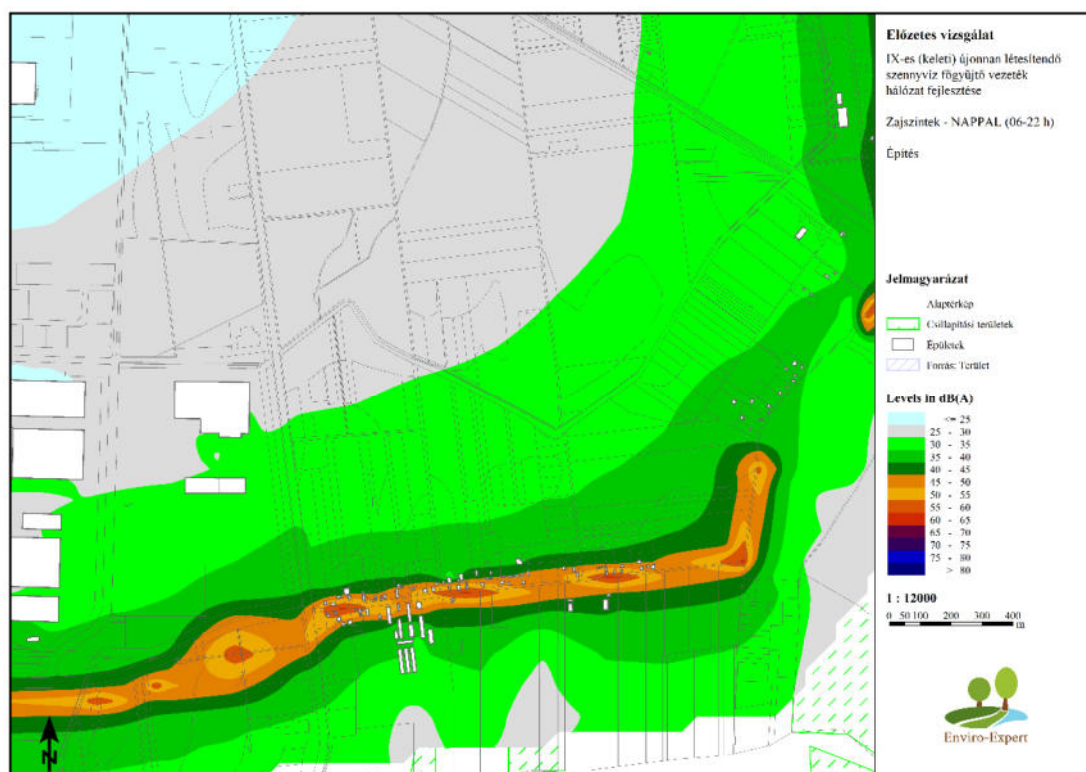 Előzetes vizsgálat
IX-es (keleti) újonnan létesítendő
szennyvíz főgyűjtő vezeték
hálózat fejlesztése
Zajszintek - NAPPAL (06-22 h)
Építés
Jelmagyarázat
Alaptérkép
Csillapítási területek
Épületek
Forrás: Terület
Levels in dB(A)
<= 25
25 - 30
30 - 35
35 - 40
40 - 45
45 - 50
50 - 55
55 - 60
60 - 65
65 - 70
70 - 75
75 - 80
> 80
1 : 12000
0 50 100 200 300 400
m
Enviro-Expert
N